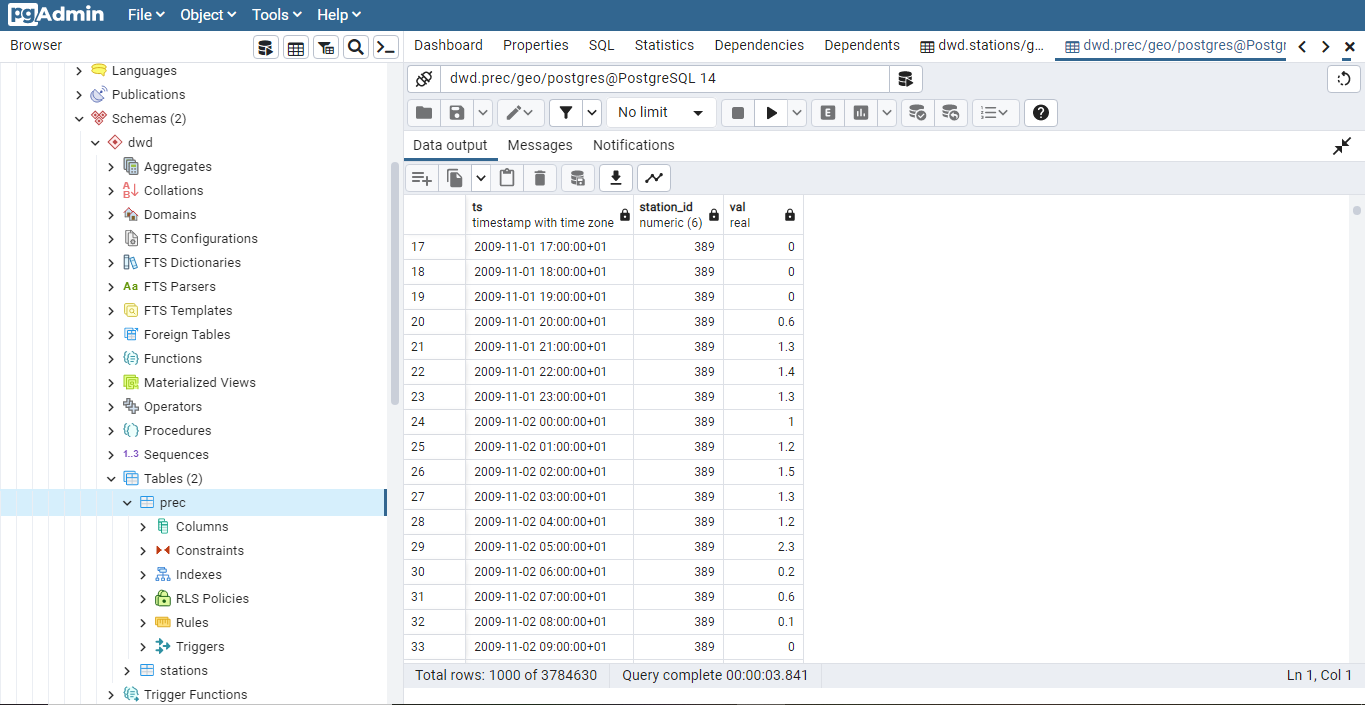 pgAdmin File Object Tools Help
Browser
Dashboard Properties SQL Statistics Dependencies Dependents dwd.stations/g... dwd.prec/geo/postgres@Postgr
Languages
Publications
Schemas (2)
dwd
Aggregates
Collations
Domains
FTS Configurations
FTS Dictionaries
Aa FTS Parsers
FTS Templates
Foreign Tables
Functions
Materialized Views
Operators
Procedures
1..3 Sequences
Tables (2)
prec
Columns
Constraints
Indexes
RLS Policies
Rules
Triggers
stations
Trigger Functions
dwd.prec/geo/postgres@PostgreSQL 14
No limit
E
Data output Messages Notifications
ts station_id val
timestamp with time zone numeric (6) real
17 2009-11-01 17:00:00+01 389 0
18 2009-11-01 18:00:00+01 389 0
19 2009-11-01 19:00:00+01 389 0
20 2009-11-01 20:00:00+01 389 0.6
21 2009-11-01 21:00:00+01 389 1.3
22 2009-11-01 22:00:00+01 389 1.4
23 2009-11-01 23:00:00+01 389 1.3
24 2009-11-02 00:00:00+01 389 1
25 2009-11-02 01:00:00+01 389 1.2
26 2009-11-02 02:00:00+01 389 1.5
27 2009-11-02 03:00:00+01 389 1.3
28 2009-11-02 04:00:00+01 389 1.2
29 2009-11-02 05:00:00+01 389 2.3
30 2009-11-02 06:00:00+01 389 0.2
31 2009-11-02 07:00:00+01 389 0.6
32 2009-11-02 08:00:00+01 389 0.1
33 2009-11-02 09:00:00+01 389 0
Total rows: 1000 of 3784630 Query complete 00:00:03.841 Ln 1, Col 1